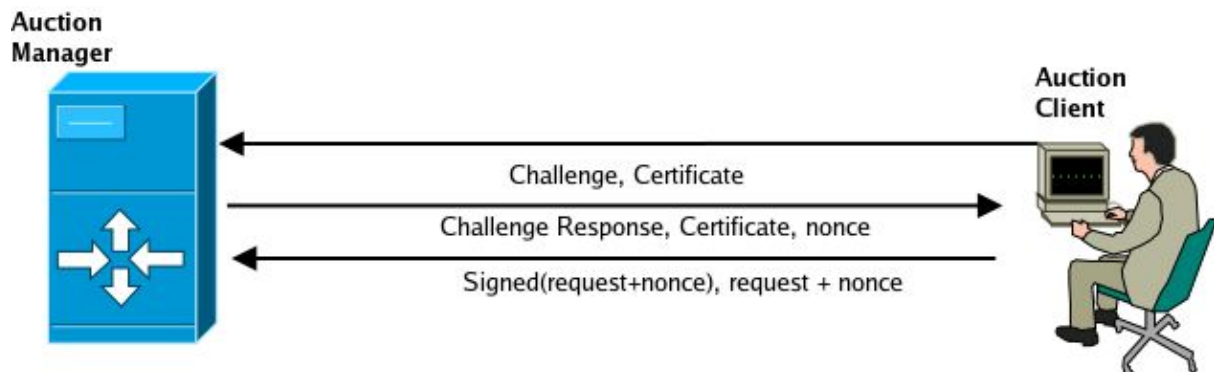 Auction
Manager
Auction
Client
Challenge, Certificate
Challenge Response, Certificate, nonce
Signed(request+nonce), request + nonce